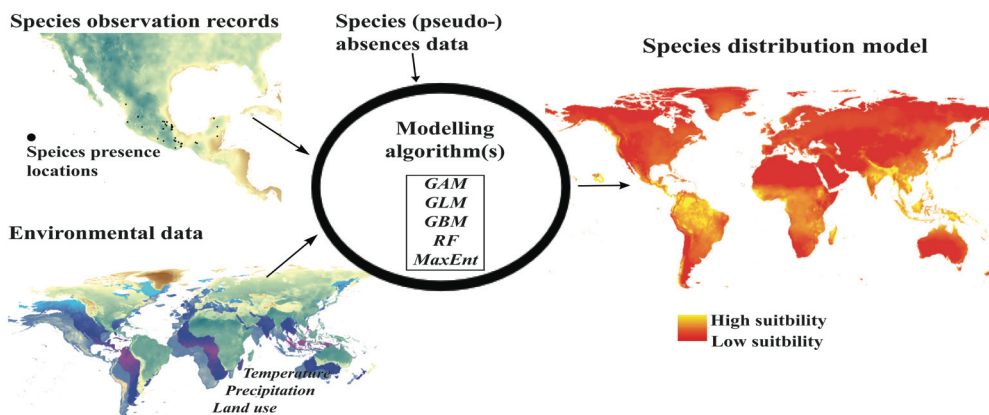 Species observation records
Speices presence
locations
Environmental data
Temperature
Precipitation
Land use
Species (pseudo-)
absences data
Modelling
algorithm(s)
GAM
GLM
GBM
RF
MaxEnt
Species distribution model
High suitbility
Low suitbility